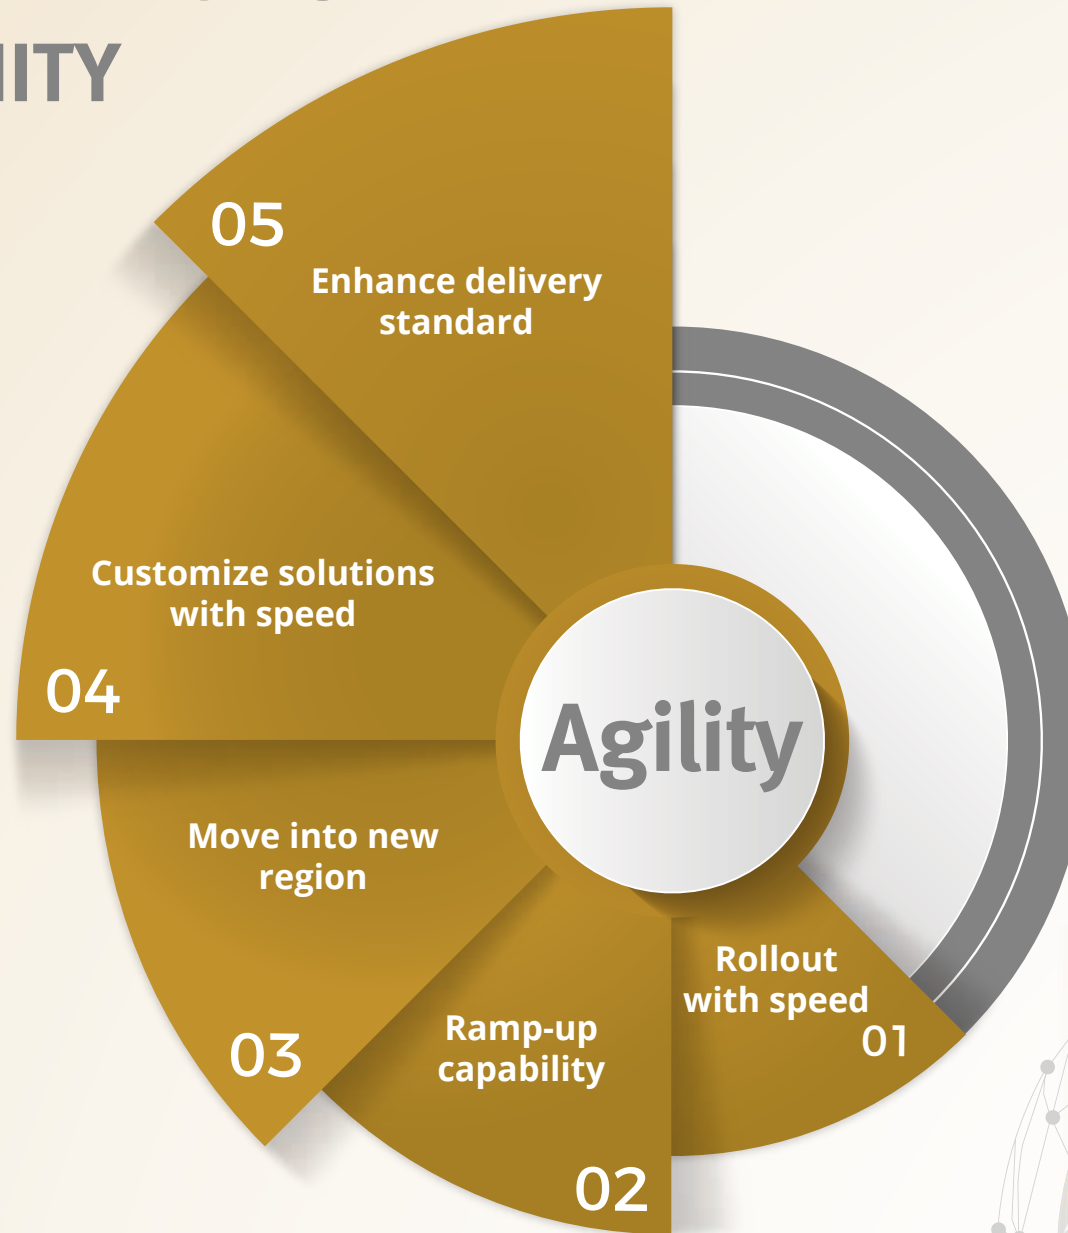 05
Enhance delivery
standard
Customize solutions
with speed
04
Agility
Move into new
region
03
Ramp-up
capability
02
Rollout
with speed
01